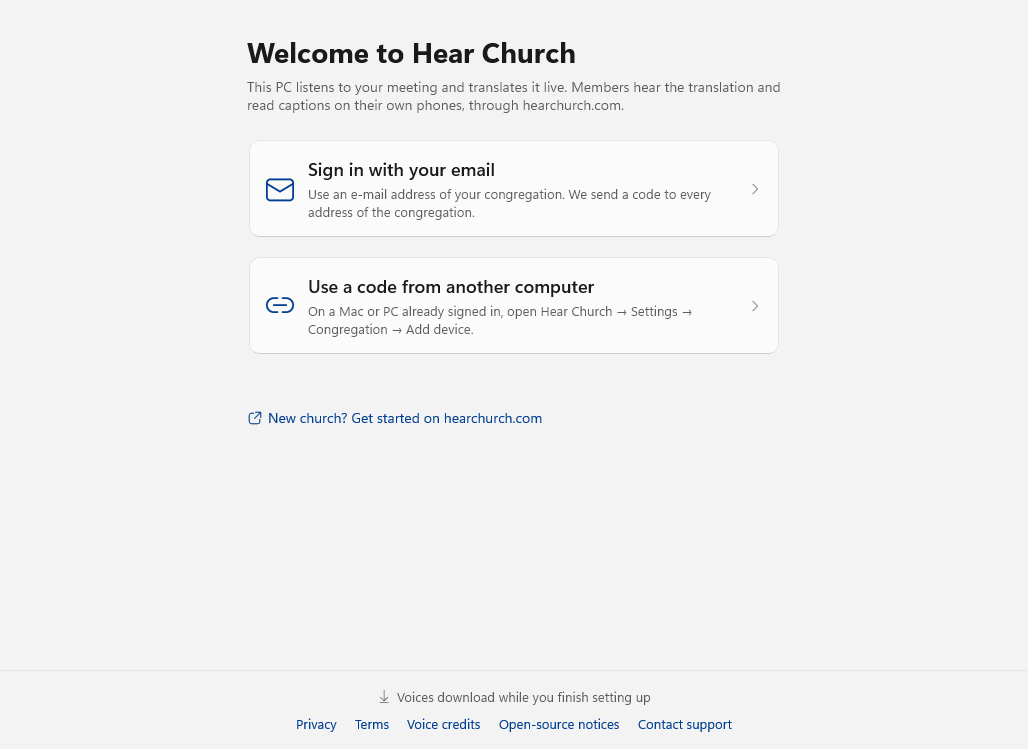 Welcome to Hear Church
This PC listens to your meeting and translates it live. Members hear the translation and
read captions on their own phones, through hearchurch.com.
Sign in with your email
Use an e-mail address of your congregation. We send a code to every
address of the congregation.
Use a code from another computer
On a Mac or PC already signed in, open Hear Church → Settings →
Congregation → Add device.
New church? Get started on hearchurch.com
Voices download while you finish setting up
Privacy Terms Voice credits Open-source notices Contact support